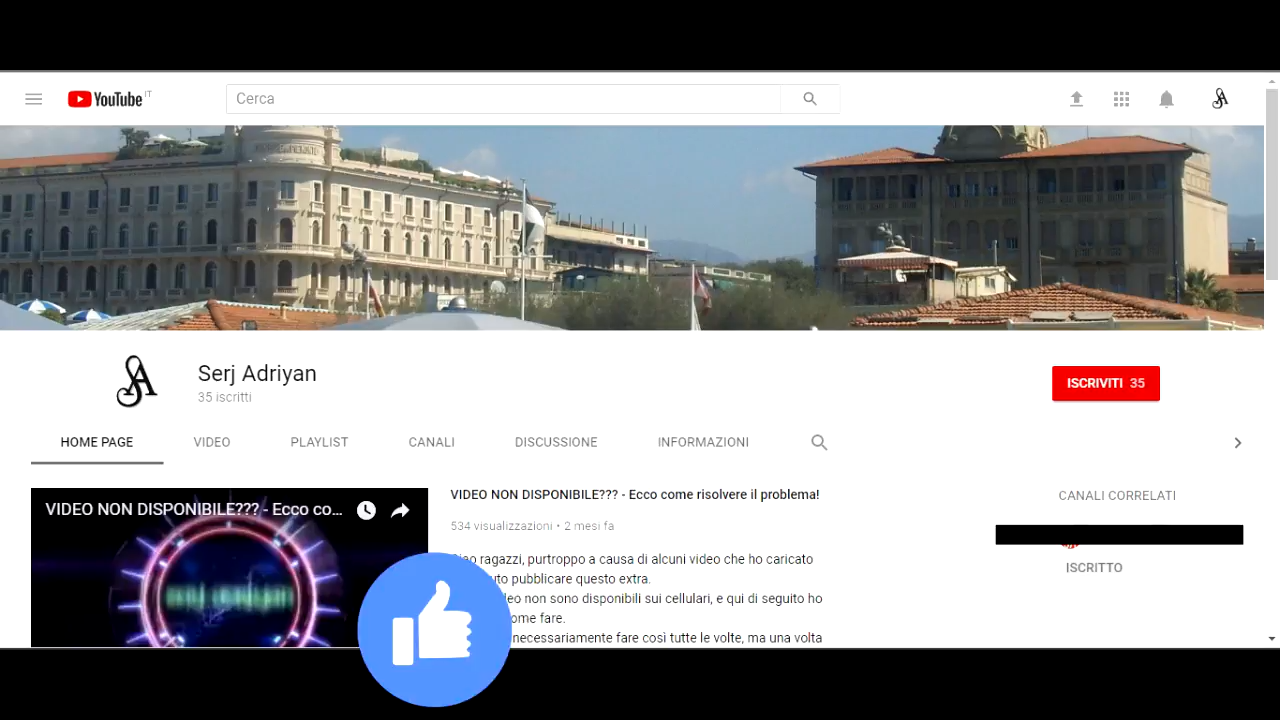 YouTube IT
Cerca
Serj Adriyan
35 iscritti
ISCRIVITI 35
HOME PAGE
VIDEO
PLAYLIST
CANALI
DISCUSSIONE
INFORMAZIONI
VIDEO NON DISPONIBILE??? - Ecco co...
VIDEO NON DISPONIBILE??? - Ecco come risolvere il problema!
534 visualizzazioni • 2 mesi fa
ragazzi, purtroppo a causa di alcuni video che ho caricato
pubblicare questo extra.
non sono disponibili sui cellulari, e qui di seguito ho
fare.
necessariamente fare così tutte le volte, ma una volta
CANALI CORRELATI
ISCRITTO